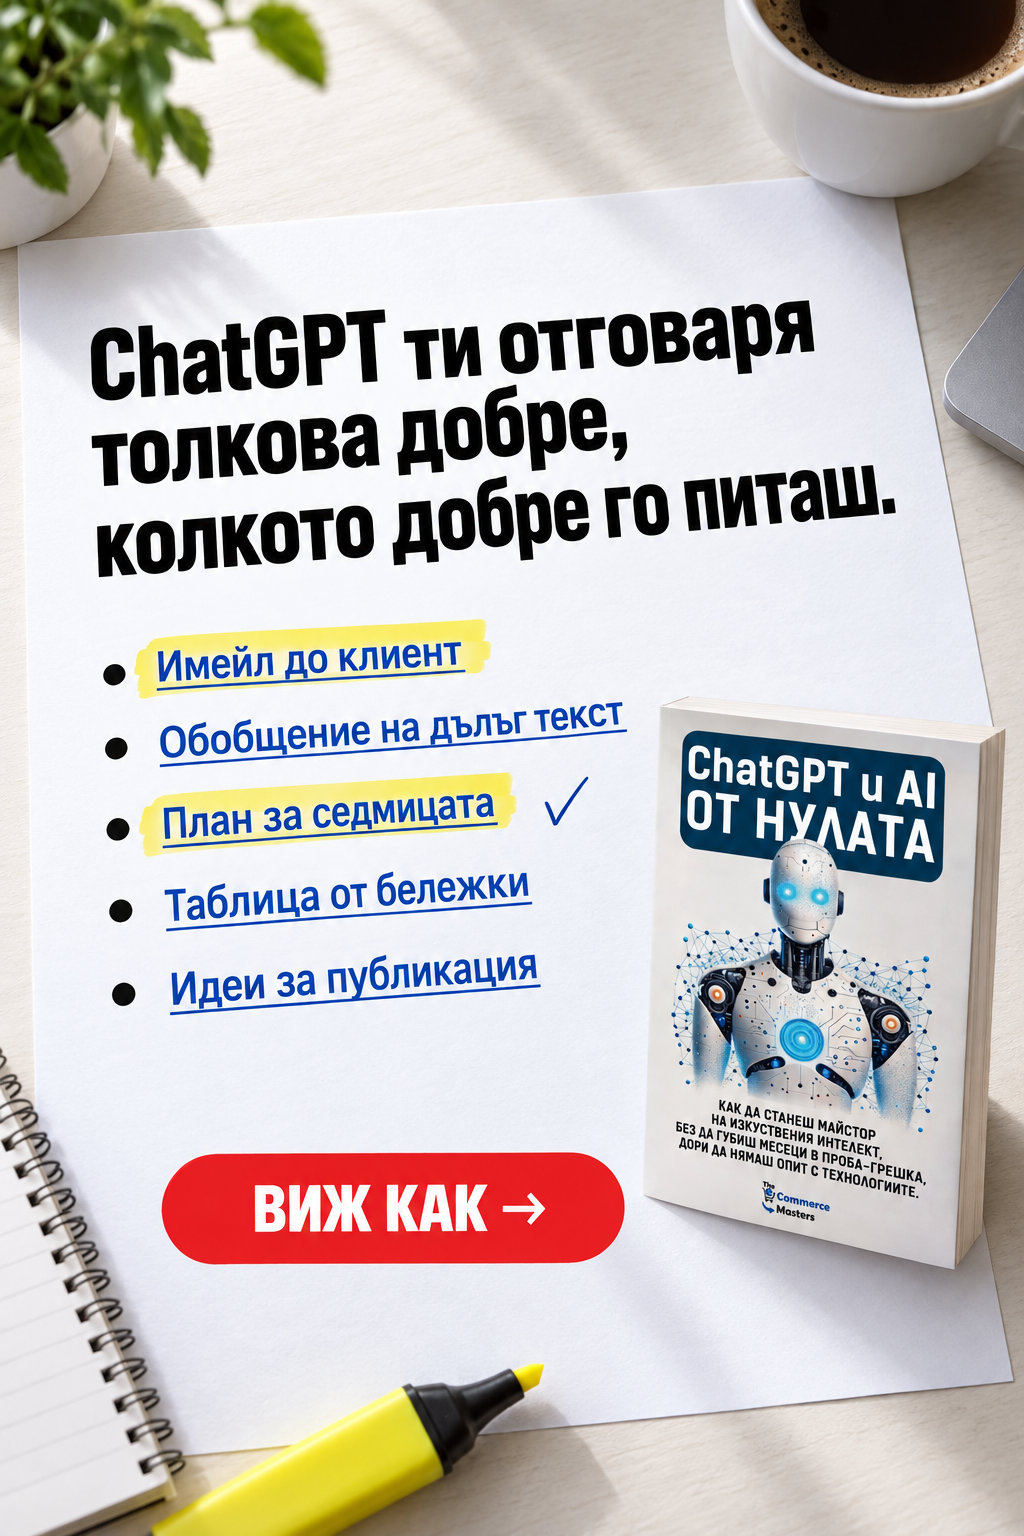 ChatGPT ти отговаря
толкова добре,
колкото добре го питаш.
Имейл до клиент
Обобщение на дълъг текст
План за седмицата
Таблица от бележки
Идеи за публикация
ВИЖ КАК →
ChatGPT и AI
ОТ НУЛАТА
КАК ДА СТАНЕШ МАЙСТОР
НА ИЗКУСТВЕНИЯ ИНТЕЛЕКТ,
БЕЗ ДА ГУБИШ МЕСЕЦИ В ПРОБА-ГРЕШКА,
ДОРИ ДА НЯМАШ ОПИТ С ТЕХНОЛОГИИТЕ.
The
eCommerce
Masters